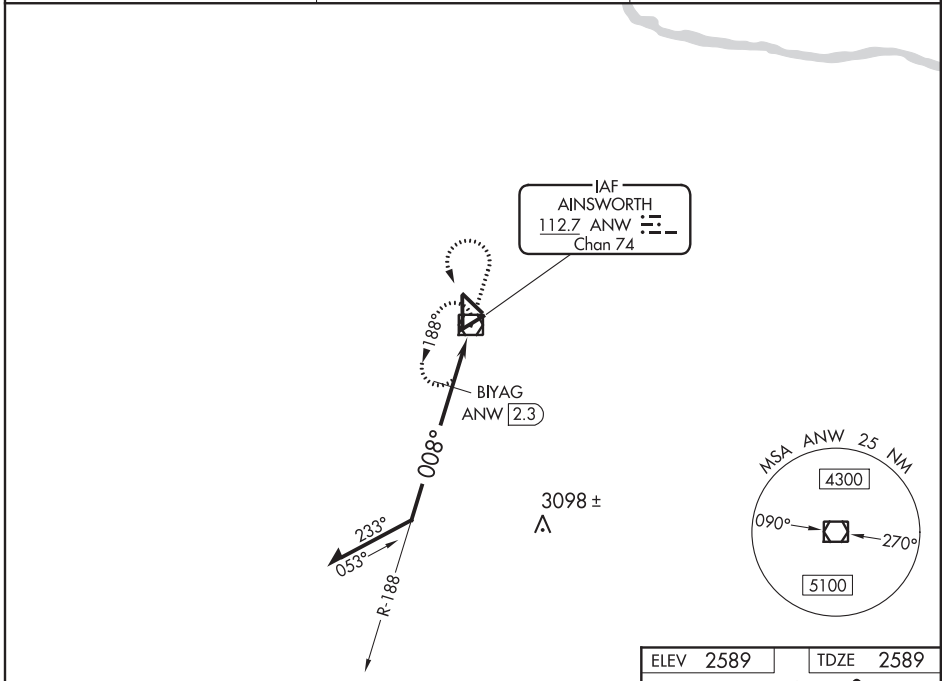 IAF
AINSWORTH
112.7 ANW
Chan 74
188°
BIYAG
ANW 2.3
008°
3098 ±
233°
053°
R-188
MSA ANW 25 NM
4300
090°
270°
5100
ELEV 2589
TDZE 2589